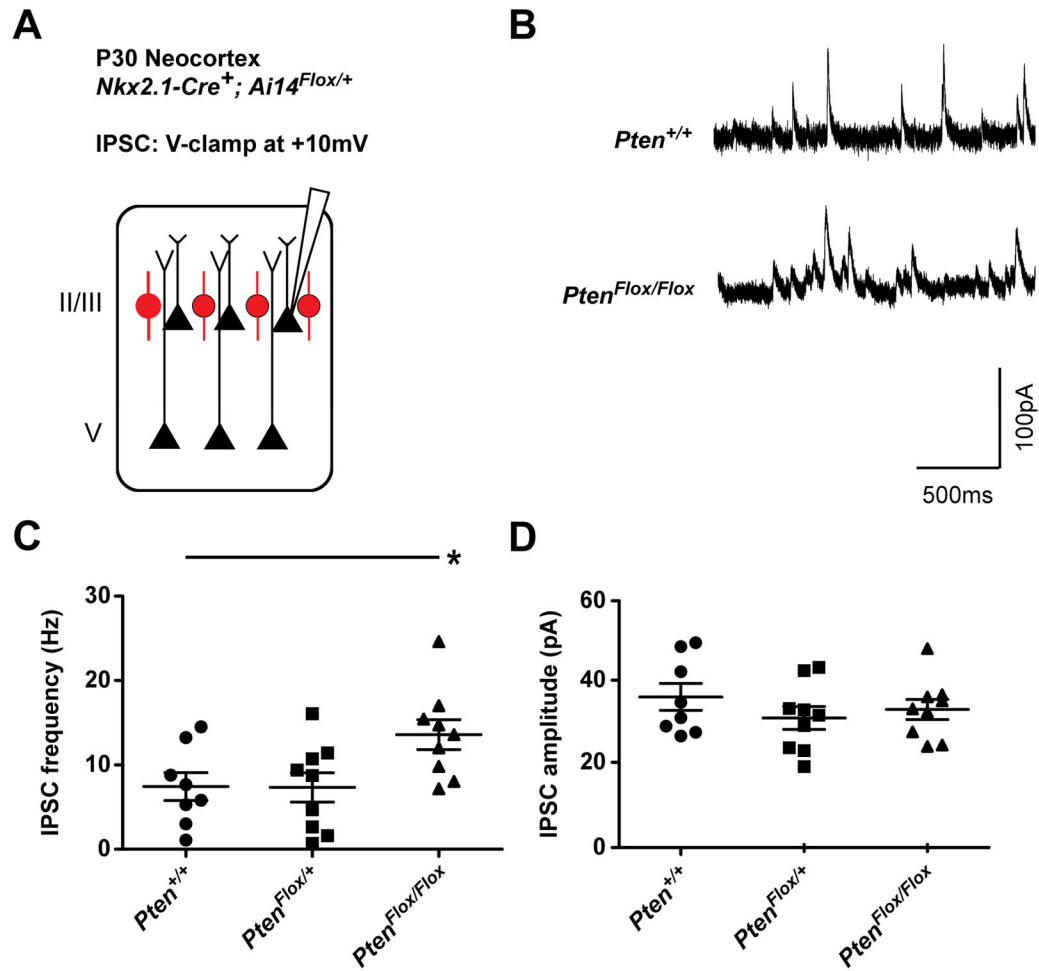 A
P30 Neocortex
Nkx2.1-Cre+; Ai14Flox/+
IPSC: V-clamp at +10mV
II/III
V
B
Pten+/+
PtenFlox/Flox
100pA
500ms
C
*
IPSC frequency (Hz)
30
20
10
0
Pten+/+
PtenFlox/+
PtenFlox/Flox
D
IPSC amplitude (pA)
60
40
20
0
Pten+/+
PtenFlox/+
PtenFlox/Flox